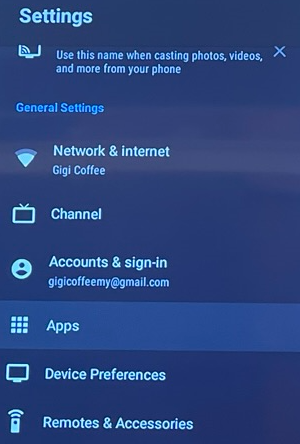 Settings
Use this name when casting photos, videos,
and more from your phone
General Settings
Network & internet
Gigi Coffee
Channel
Accounts & sign-in
gigicoffeemy@gmail.com
Apps
Device Preferences
Remotes & Accessories